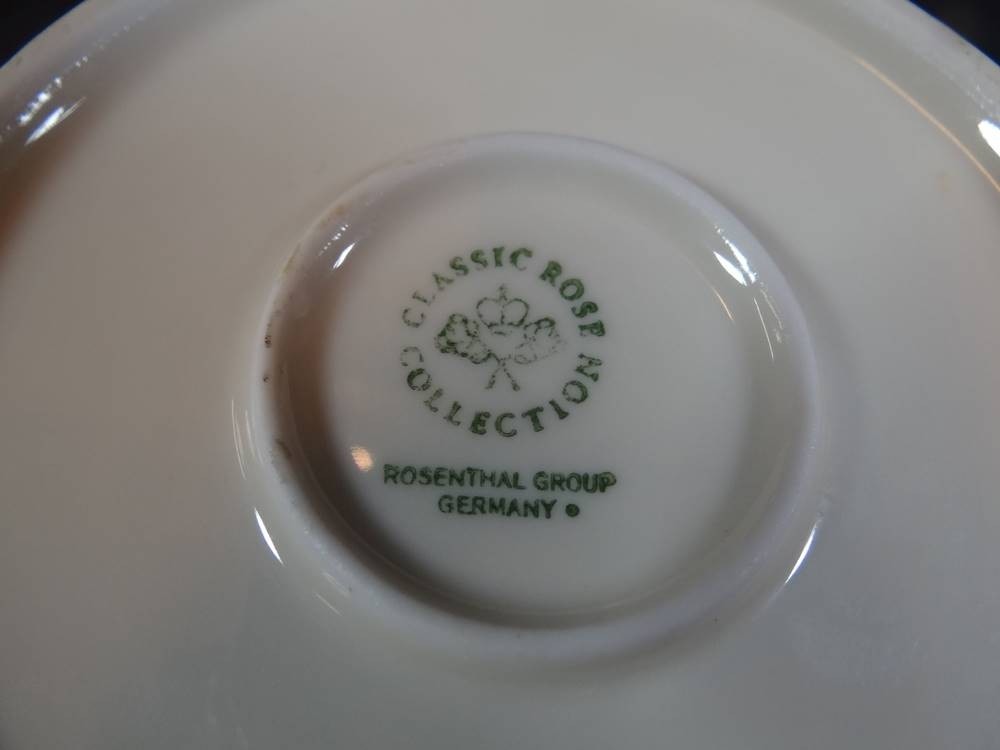 CLASSIC ROSE
COLLECTION
ROSENTHAL GROUP
GERMANY